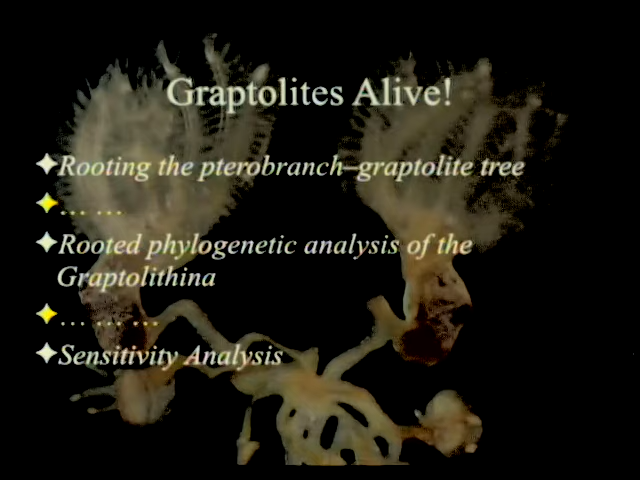 Graptolites Alive!
Rooting the pterobranch–graptolite tree
... ...
Rooted phylogenetic analysis of the
Graptolithina
... ... ...
Sensitivity Analysis